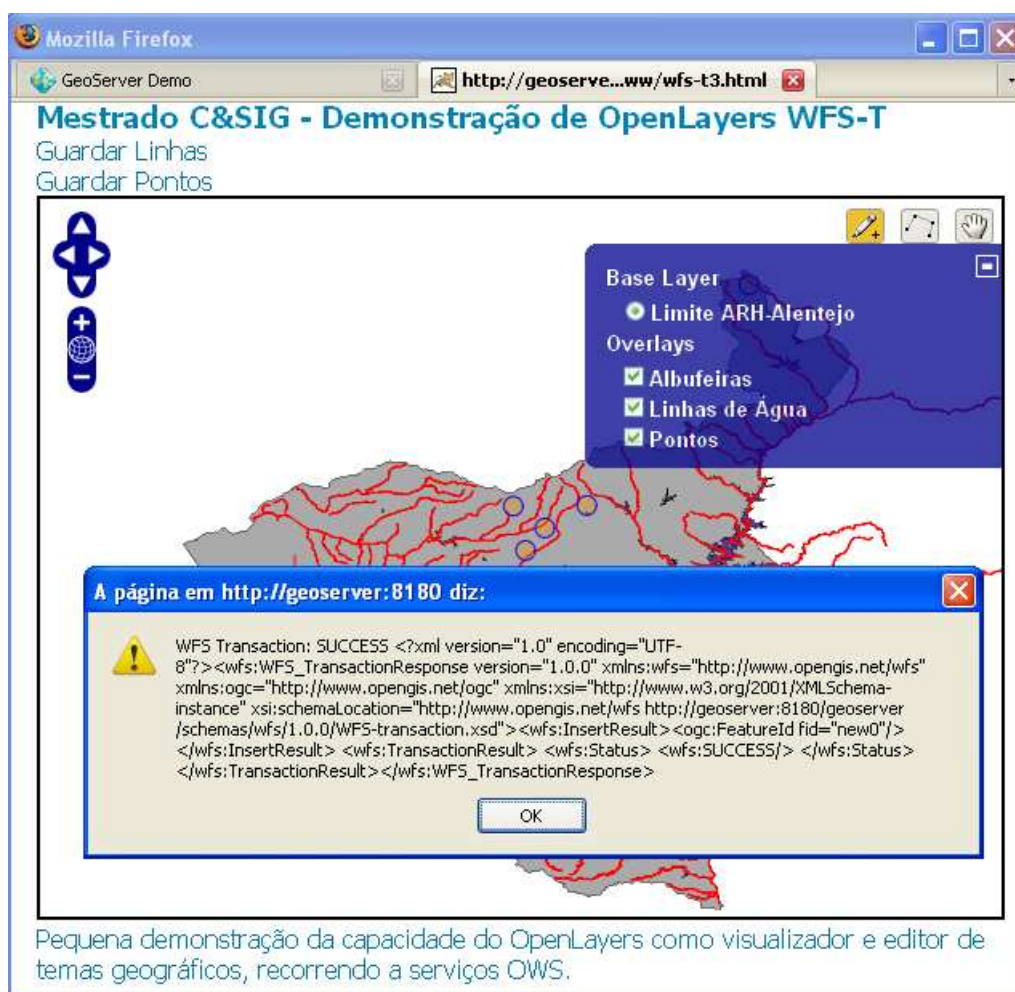 Mozilla Firefox
GeoServer Demo
http://geoserve...ww/wfs-t3.html
Mestrado C&SIG - Demonstração de OpenLayers WFS-T
Guardar Linhas
Guardar Pontos
Base Layer
Limite ARH-Alentejo
Overlays
Albufeiras
Linhas de Água
Pontos
A página em http://geoserver:8180 diz:
WFS Transaction: SUCCESS <?xml version="1.0" encoding="UTF-
8"?><wfs:WFS_TransactionResponse version="1.0.0" xmlns:wfs="http://www.opengis.net/wfs"
xmlns:ogc="http://www.opengis.net/ogc" xmlns:xsi="http://www.w3.org/2001/XMLSchema-
instance" xsi:schemaLocation="http://www.opengis.net/wfs http://geoserver:8180/geoserver
/schemas/wfs/1.0.0/WFS-transaction.xsd"><wfs:InsertResult><ogc:FeatureId fid="new0"/>
</wfs:InsertResult> <wfs:TransactionResult> <wfs:Status> <wfs:SUCCESS/> </wfs:Status>
</wfs:TransactionResult></wfs:WFS_TransactionResponse>
OK
Pequena demonstração da capacidade do OpenLayers como visualizador e editor de
temas geográficos, recorrendo a serviços OWS.